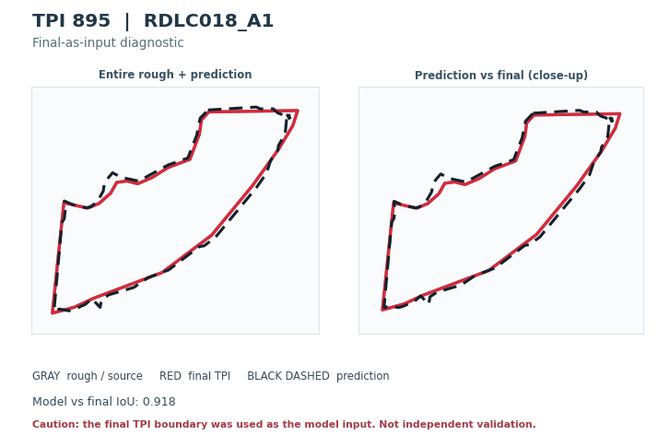 TPI 895 | RDLC018_A1
Final-as-input diagnostic
Entire rough + prediction
Prediction vs final (close-up)
GRAY rough / source RED final TPI BLACK DASHED prediction
Model vs final IoU: 0.918
Caution: the final TPI boundary was used as the model input. Not independent validation.